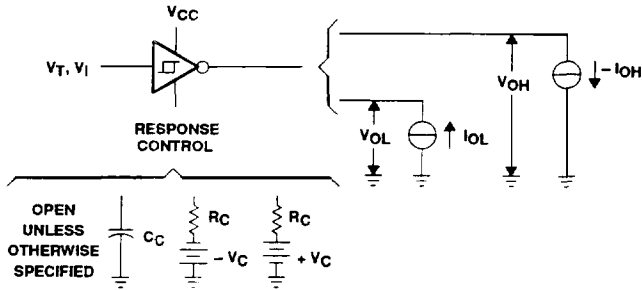 VCC
VT, VI
RESPONSE
CONTROL
VOH
– IOH
VOL
IOL
OPEN
UNLESS
OTHERWISE
SPECIFIED
CC
RC
– VC
RC
+ VC